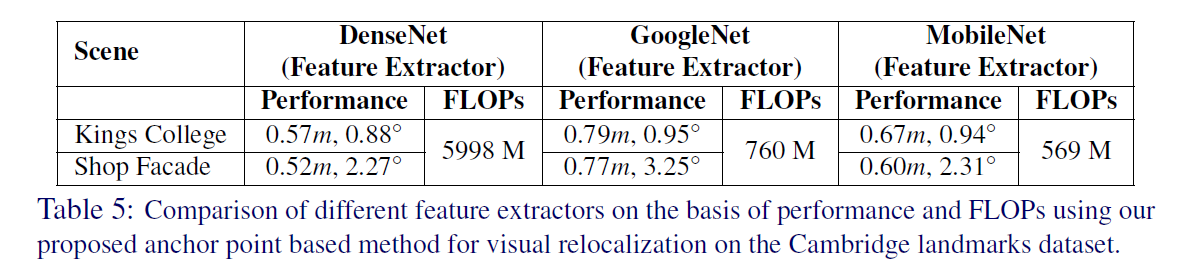 Scene DenseNet (Feature Extractor) GoogleNet (Feature Extractor) MobileNet (Feature Extractor)
Performance FLOPs Performance FLOPs Performance FLOPs
Kings College 0.57m, 0.88° 5998 M 0.79m, 0.95° 760 M 0.67m, 0.94° 569 M
Shop Facade 0.52m, 2.27° 0.77m, 3.25° 0.60m, 2.31°
Table 5: Comparison of different feature extractors on the basis of performance and FLOPs using our
proposed anchor point based method for visual relocalization on the Cambridge landmarks dataset.